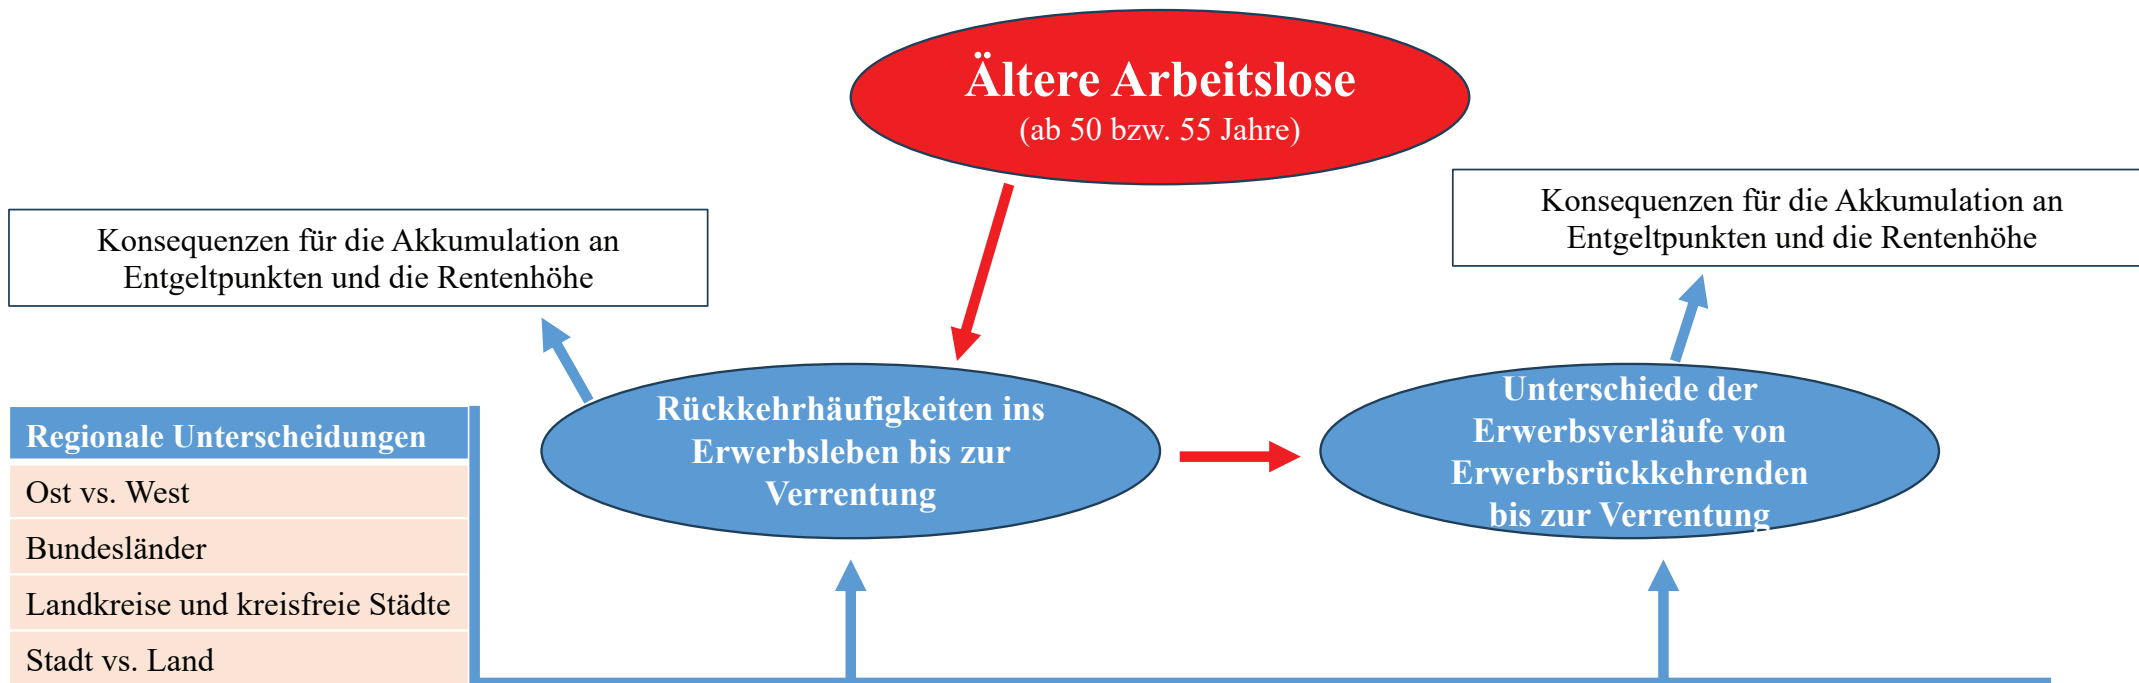 Ältere Arbeitslose
(ab 50 bzw. 55 Jahre)
Konsequenzen für die Akkumulation an
Entgeltpunkten und die Rentenhöhe
Konsequenzen für die Akkumulation an
Entgeltpunkten und die Rentenhöhe
Rückkehrhäufigkeiten ins
Erwerbsleben bis zur
Verrentung
Unterschiede der
Erwerbsverläufe von
Erwerbsrückkehrenden
bis zur Verrentung
Regionale Unterscheidungen
Ost vs. West
Bundesländer
Landkreise und kreisfreie Städte
Stadt vs. Land